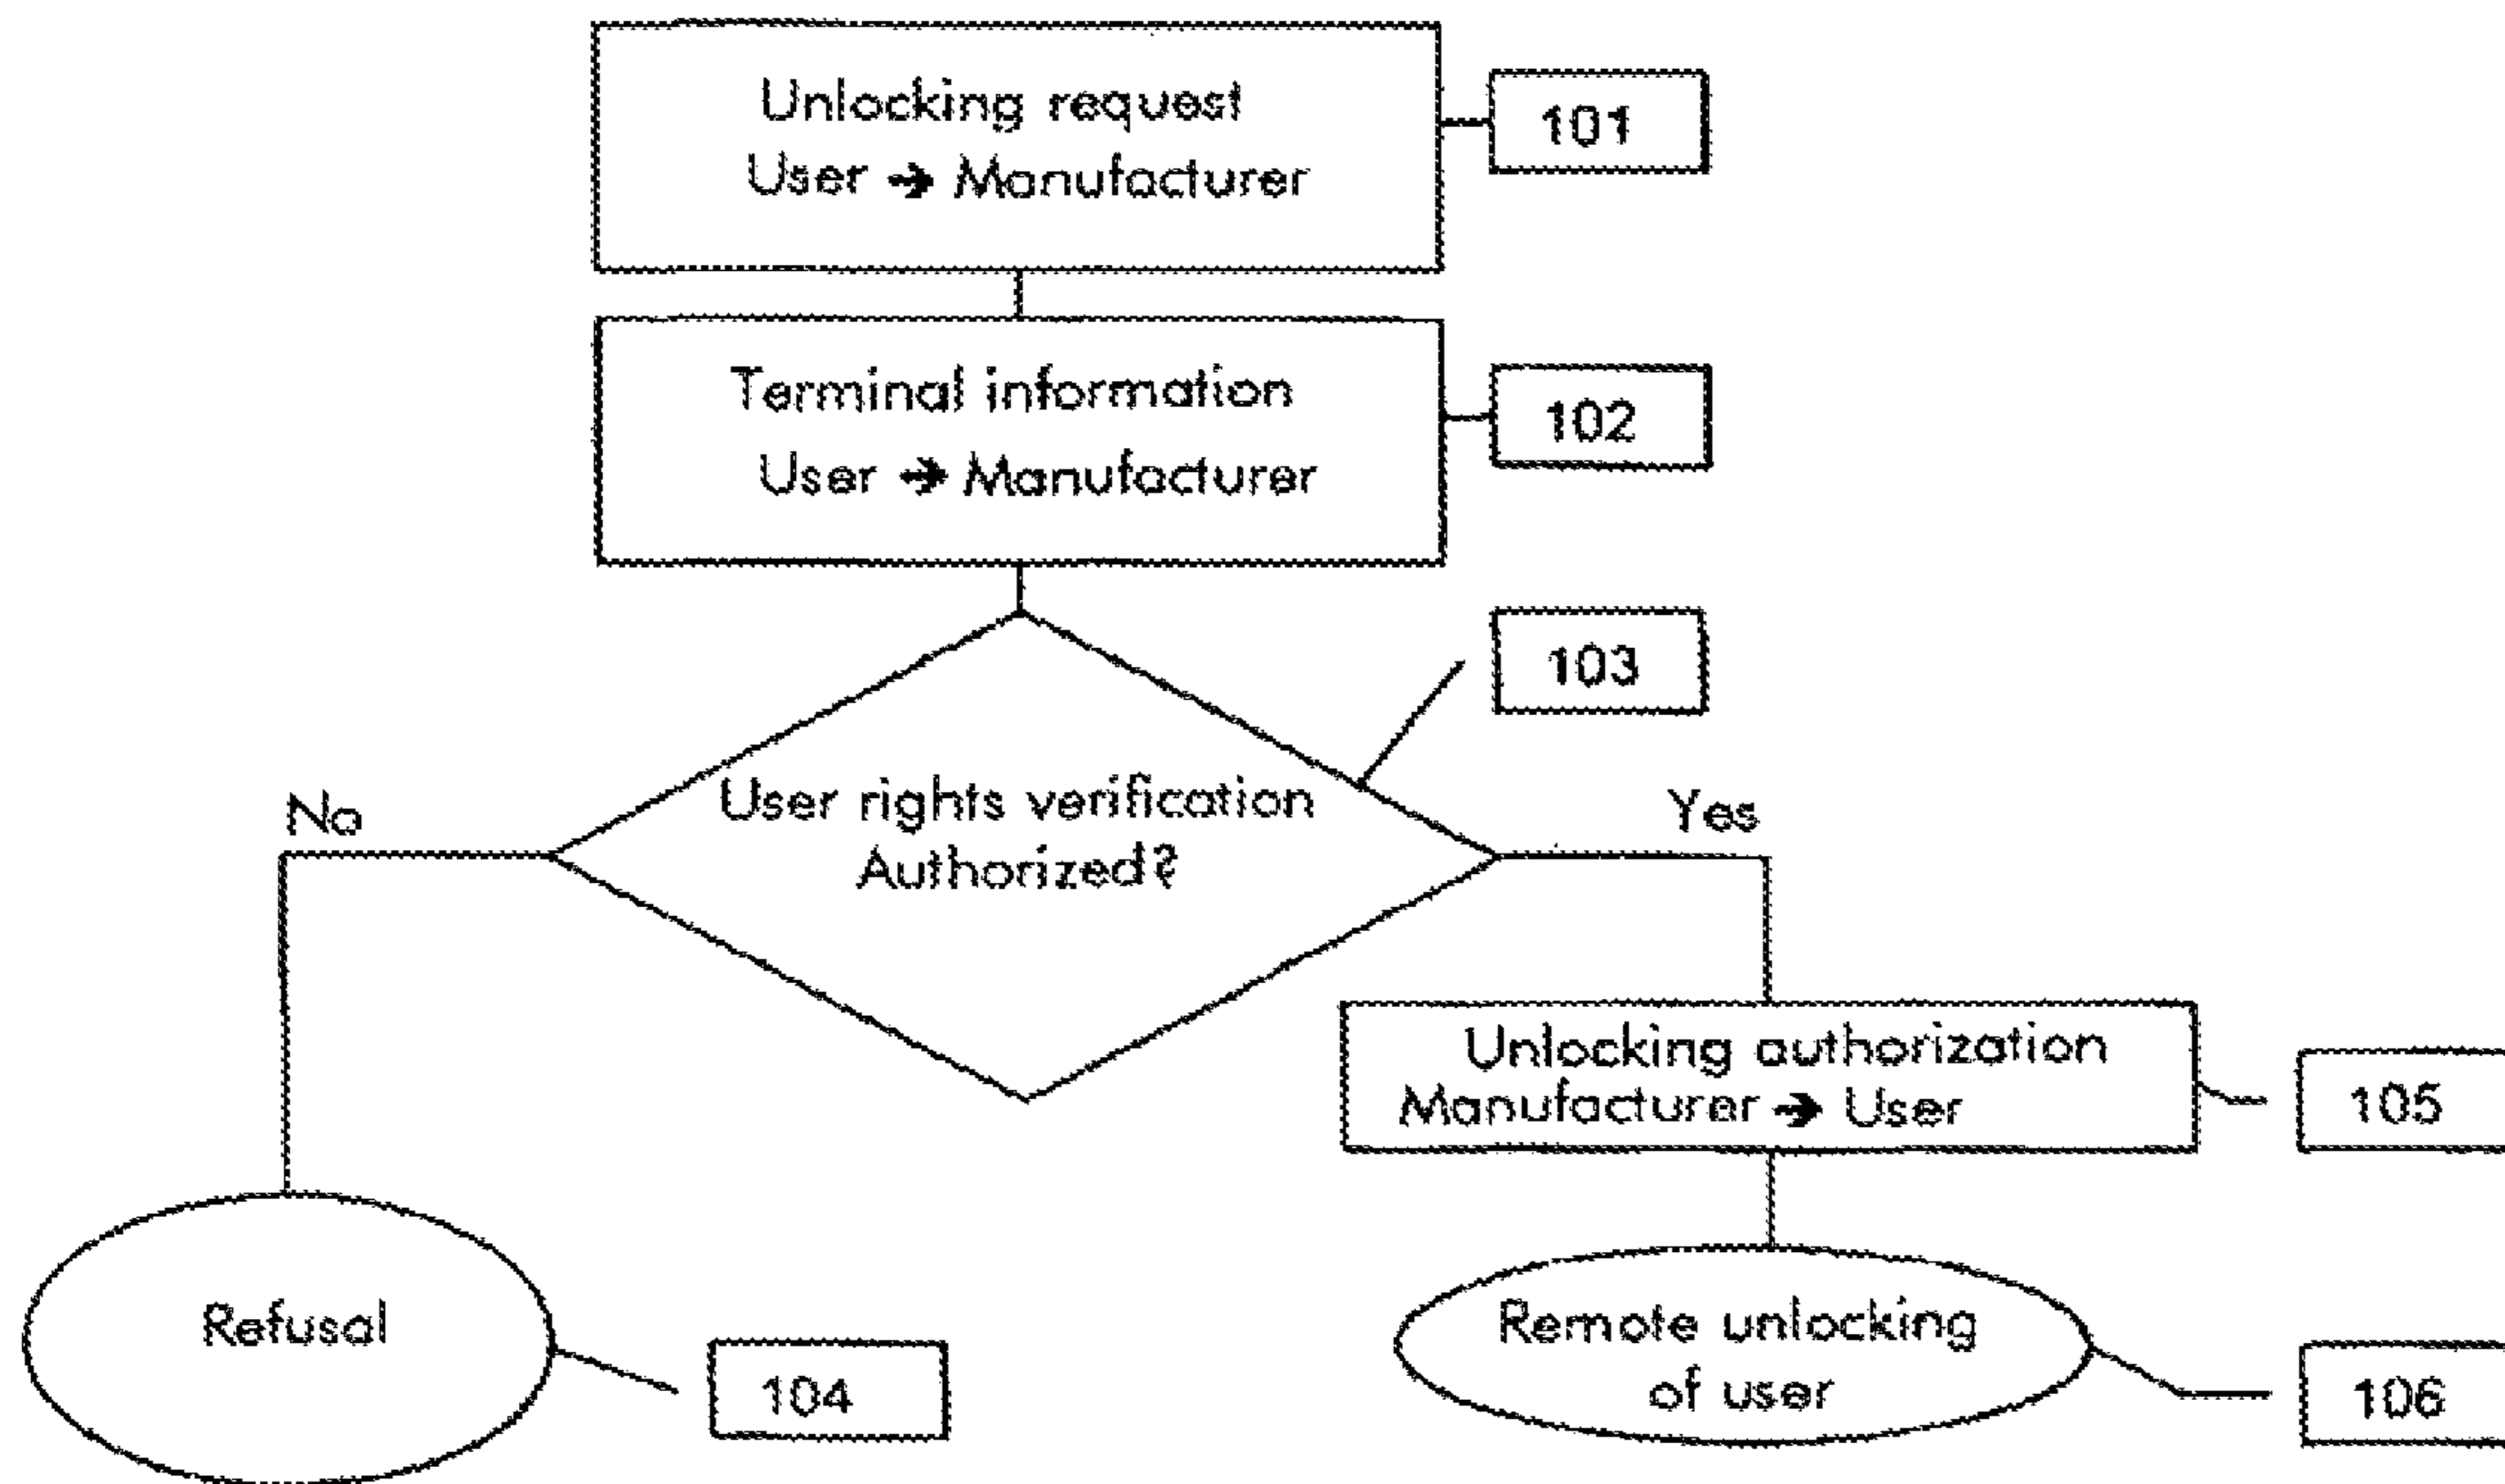 Unlocking request
User → Manufacturer
101
Terminal information
User → Manufacturer
102
103
User rights verification
Authorized?
No
Yes
Unlocking authorization
Manufacturer → User
105
Refusal
104
Remote unlocking
of user
106